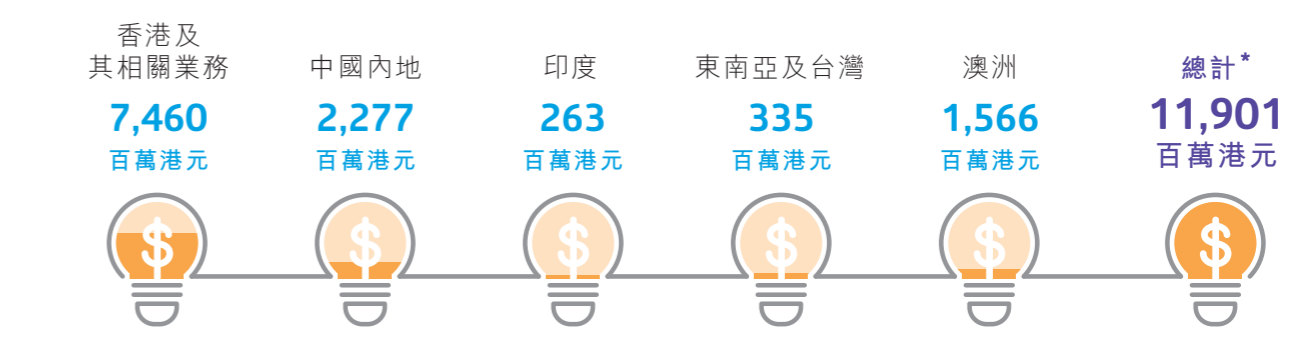 香港及
其相關業務
7,460
百萬港元
中國內地
2,277
百萬港元
印度
263
百萬港元
東南亞及台灣
335
百萬港元
澳洲
1,566
百萬港元
總計*
11,901
百萬港元
$
$
$
$
$
$